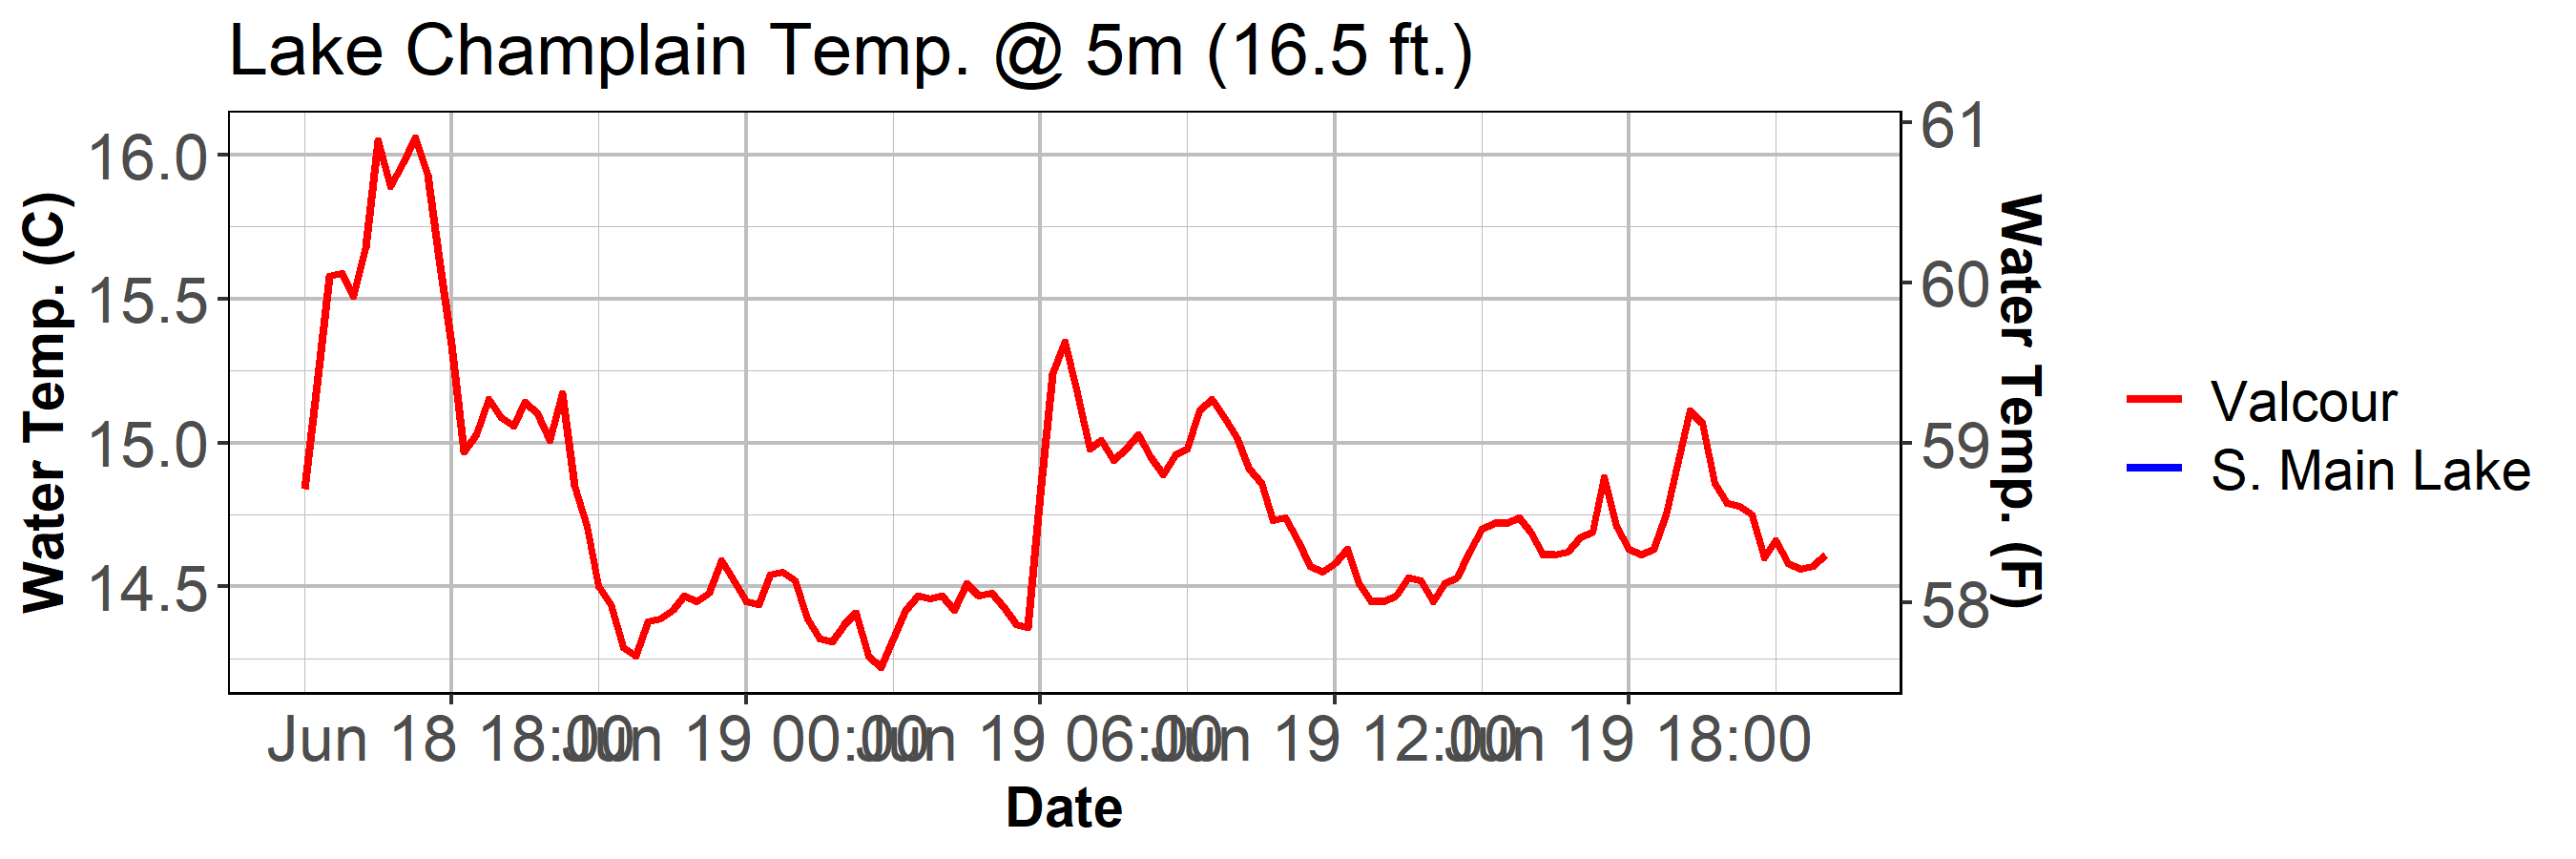 Lake Champlain Temp. @ 5m (16.5 ft.)
Water Temp. (C)
16.0
15.5
15.0
14.5
61
60
59
58
Water Temp. (F)
Jun 18 18:00
Jun 19 00:00
Jun 19 06:00
Jun 19 12:00
Jun 19 18:00
Date
Valcour
S. Main Lake